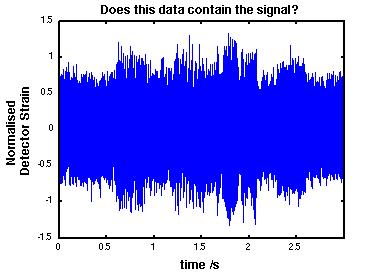 Does this data contain the signal?
Normalised
Detector Strain
1.5
1
0.5
0
-0.5
-1
-1.5
0 0.5 1 1.5 2 2.5
time /s